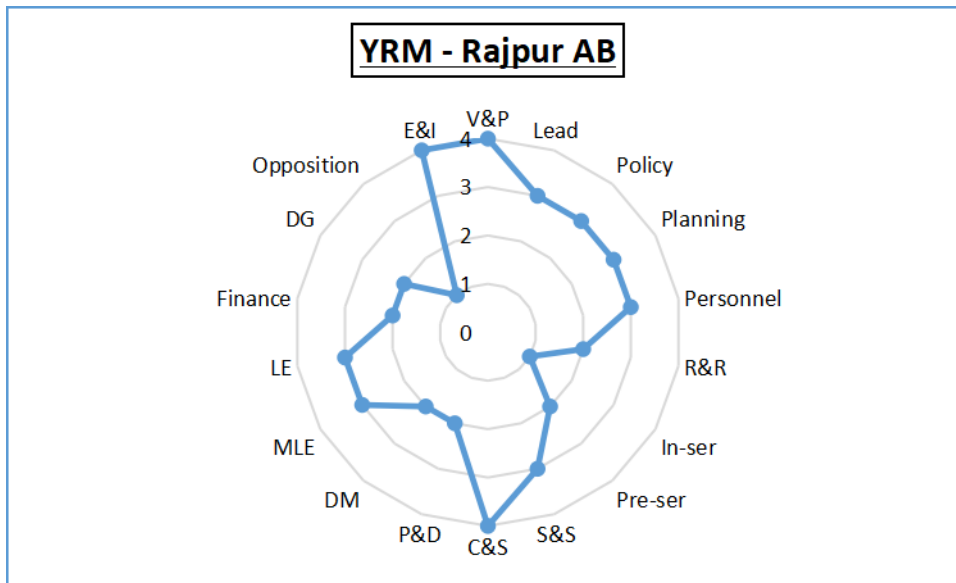 YRM - Rajpur AB
V&P
Lead
Policy
Planning
Personnel
R&R
In-ser
Pre-ser
S&S
C&S
P&D
DM
MLE
LE
Finance
DG
Opposition
E&I
4
3
2
1
0